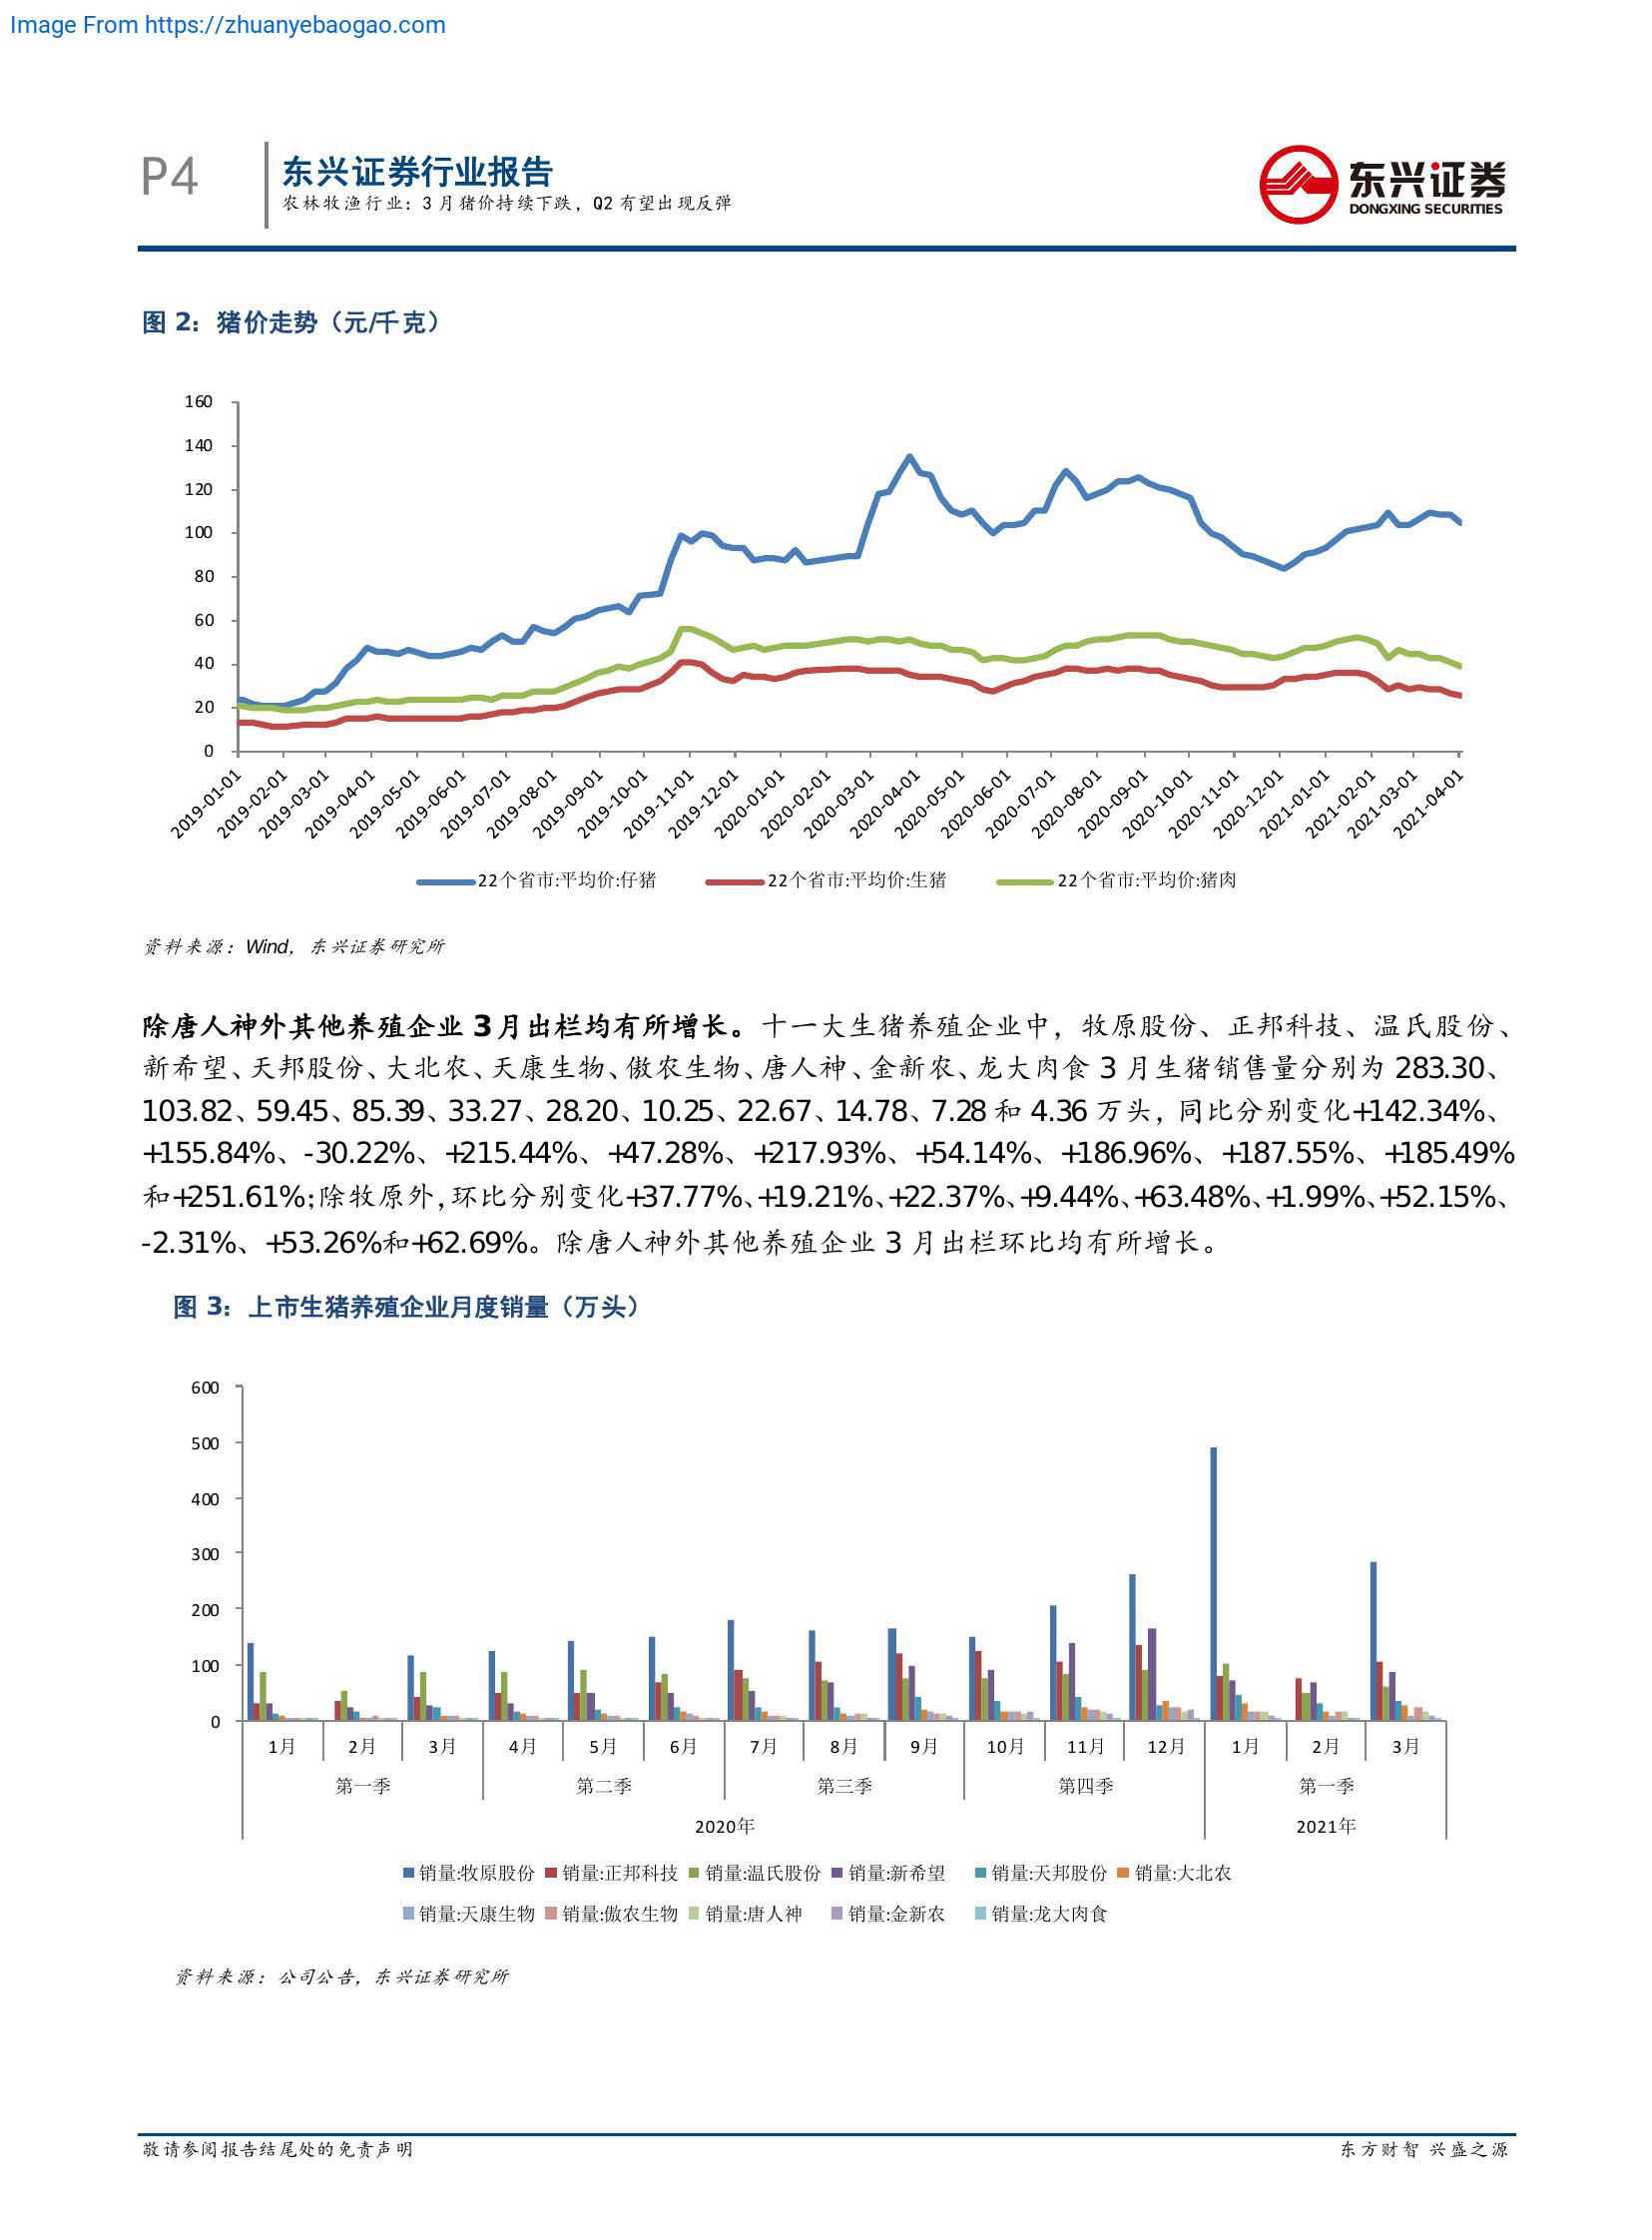 Image From https://zhuanyebaogao.com
P4
东兴证券行业报告
农林牧渔行业：3 月猪价持续下跌，Q2 有望出现反弹
东兴证券
DONGXING SECURITIES
图 2：猪价走势（元/千克）
160
140
120
100
80
60
40
20
0
2019-01-01
2019-02-01
2019-03-01
2019-04-01
2019-05-01
2019-06-01
2019-07-01
2019-08-01
2019-09-01
2019-10-01
2019-11-01
2019-12-01
2020-01-01
2020-02-01
2020-03-01
2020-04-01
2020-05-01
2020-06-01
2020-07-01
2020-08-01
2020-09-01
2020-10-01
2020-11-01
2020-12-01
2021-01-01
2021-02-01
2021-03-01
2021-04-01
22个省市:平均价:仔猪 22个省市:平均价:生猪 22个省市:平均价:猪肉
资料来源：Wind，东兴证券研究所
除唐人神外其他养殖企业 3 月出栏均有所增长。十一大生猪养殖企业中，牧原股份、正邦科技、温氏股份、
新希望、天邦股份、大北农、天康生物、傲农生物、唐人神、金新农、龙大肉食 3 月生猪销售量分别为 283.30、
103.82、59.45、85.39、33.27、28.20、10.25、22.67、14.78、7.28 和 4.36 万头，同比分别变化+142.34%、
+155.84%、-30.22%、+215.44%、+47.28%、+217.93%、+54.14%、+186.96%、+187.55%、+185.49%
和+251.61%；除牧原外，环比分别变化+37.77%、+19.21%、+22.37%、+9.44%、+63.48%、+1.99%、+52.15%、
-2.31%、+53.26%和+62.69%。除唐人神外其他养殖企业 3 月出栏环比均有所增长。
图 3：上市生猪养殖企业月度销量（万头）
600
500
400
300
200
100
0
1月 2月 3月 4月 5月 6月 7月 8月 9月 10月 11月 12月 1月 2月 3月
第一季 第二季 第三季 第四季 第一季
2020年 2021年
销量:牧原股份 销量:正邦科技 销量:温氏股份 销量:新希望 销量:天邦股份 销量:大北农
销量:天康生物 销量:傲农生物 销量:唐人神 销量:金新农 销量:龙大肉食
资料来源：公司公告，东兴证券研究所
敬请参阅报告结尾处的免责声明
东方财智 兴盛之源